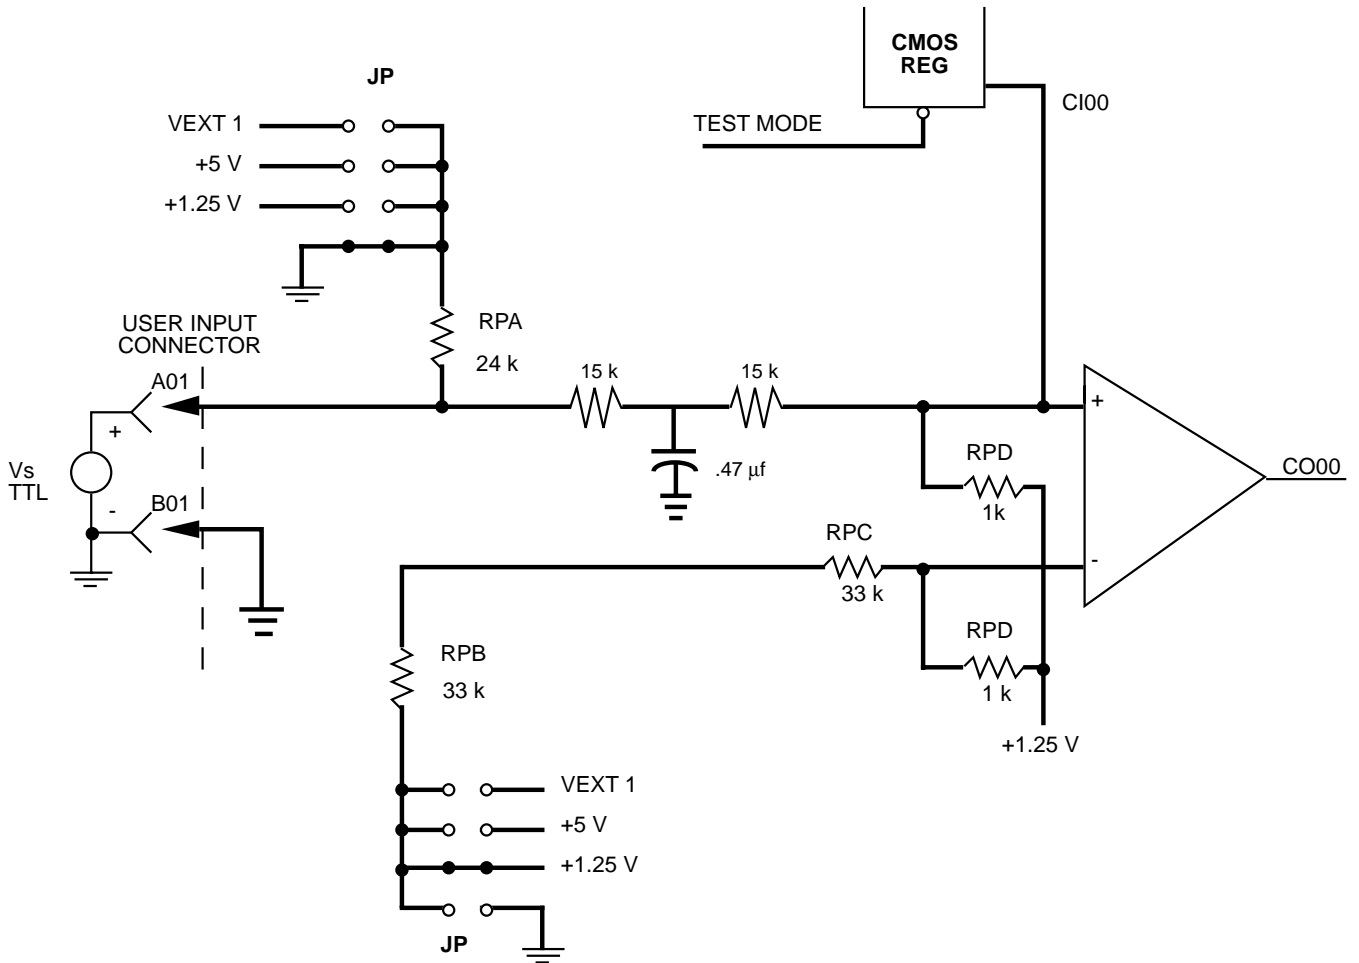 CMOS
REG
CI00
TEST MODE
JP
VEXT 1
+5 V
+1.25 V
USER INPUT
CONNECTOR
RPA
24 k
A01
15 k
15 k
+
+
Vs
TTL
.47 µf
RPD
1k
CO00
-
B01
RPC
33 k
-
RPD
1 k
RPB
33 k
+1.25 V
VEXT 1
+5 V
+1.25 V
JP